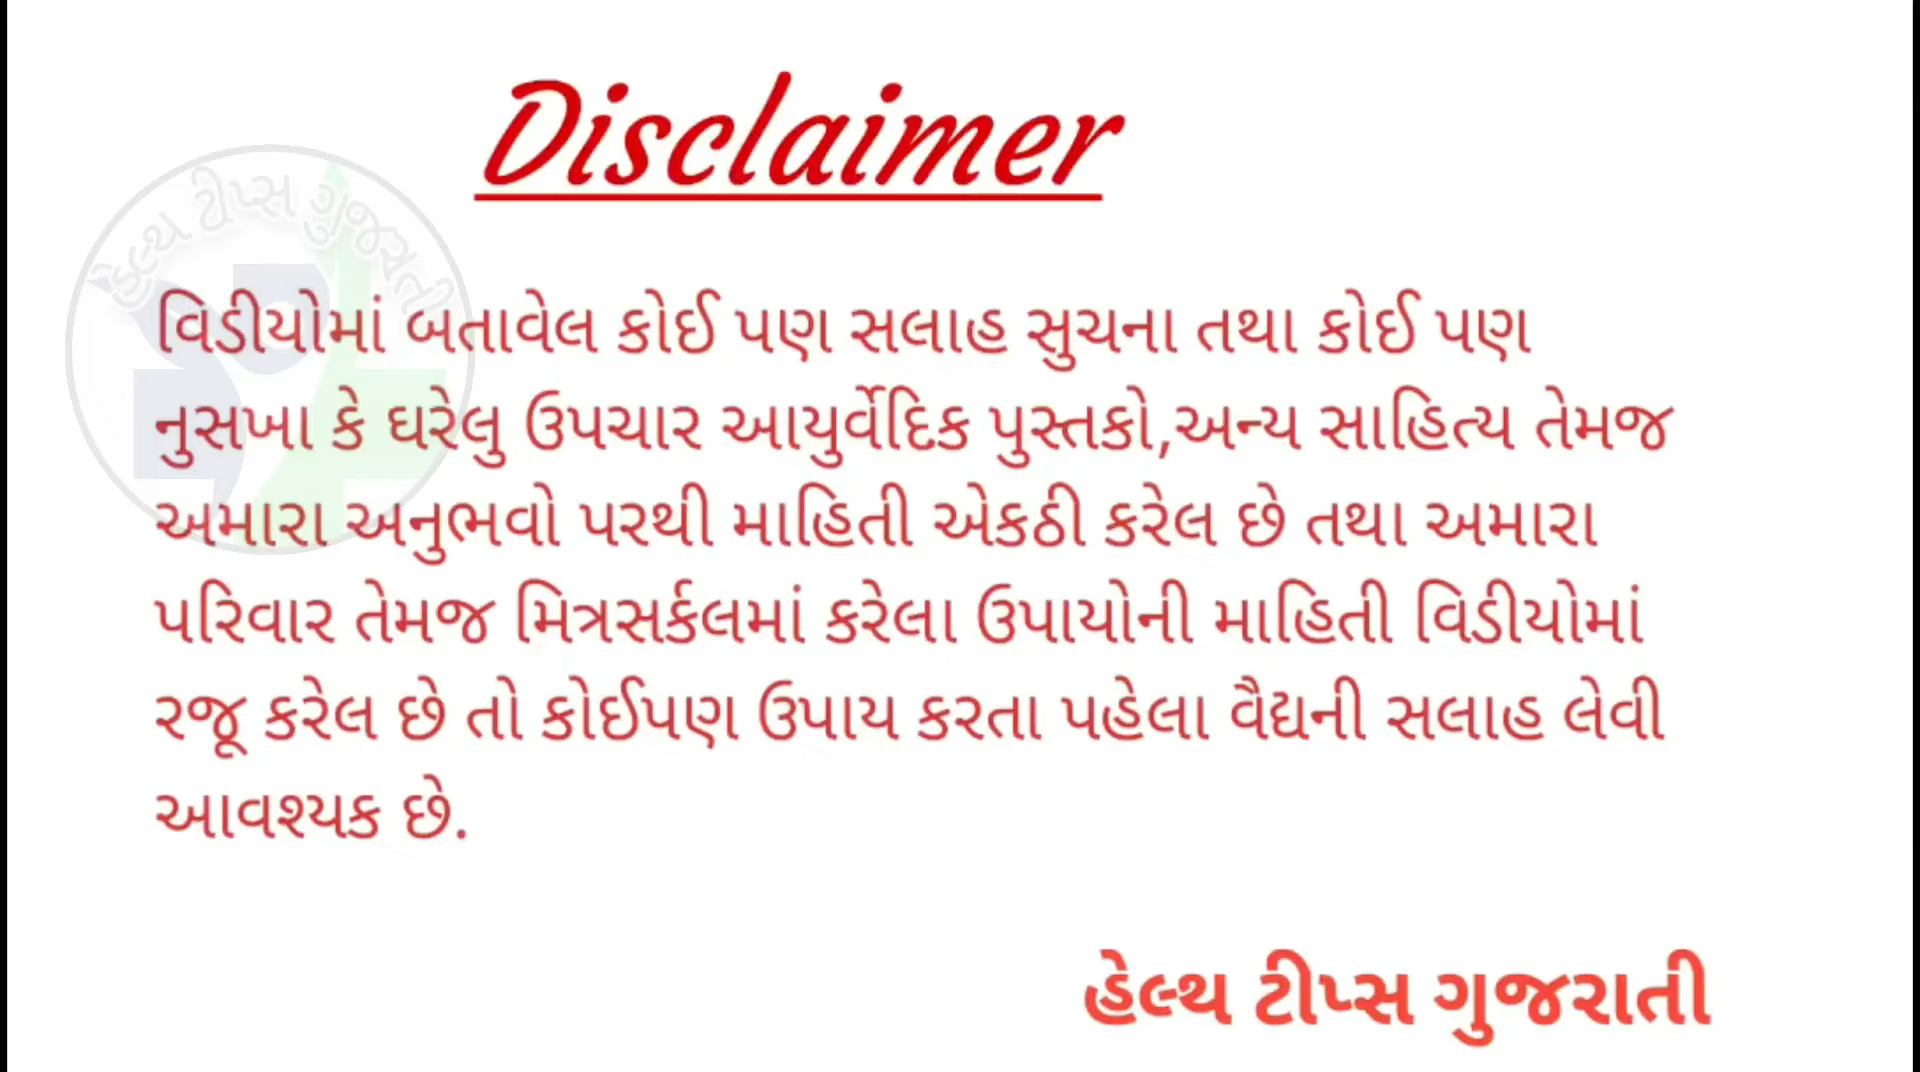 Disclaimer
હેલ્થ ટીપ્સ ગુજરાતી
વિડીયોમાં બતાવેલ કોઈ પણ સલાહ સુચના તથા કોઈ પણ
નુસખા કે ઘરેલુ ઉપચાર આયુર્વેદિક પુસ્તકો,અન્ય સાહિત્ય તેમજ
અમારા અનુભવો પરથી માહિતી એકઠી કરેલ છે તથા અમારા
પરિવાર તેમજ મિત્રસર્કલમાં કરેલા ઉપાયોની માહિતી વિડીયોમાં
રજૂ કરેલ છે તો કોઈપણ ઉપાય કરતા પહેલા વૈદ્યની સલાહ લેવી
આવશ્યક છે.
હેલ્થ ટીપ્સ ગુજરાતી